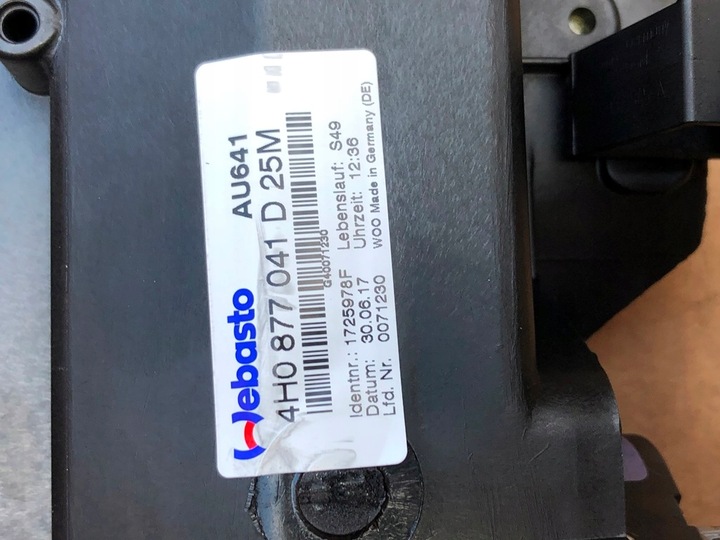 Webasto AU641
4H0 877 041 D 25M
G40071230
Identnr.: 1725978F Lebenslauf: S49
Datum: 30.06.17 Uhrzeit: 12:36
Lfd. Nr. 0071230 WOO Made in Germany (DE)